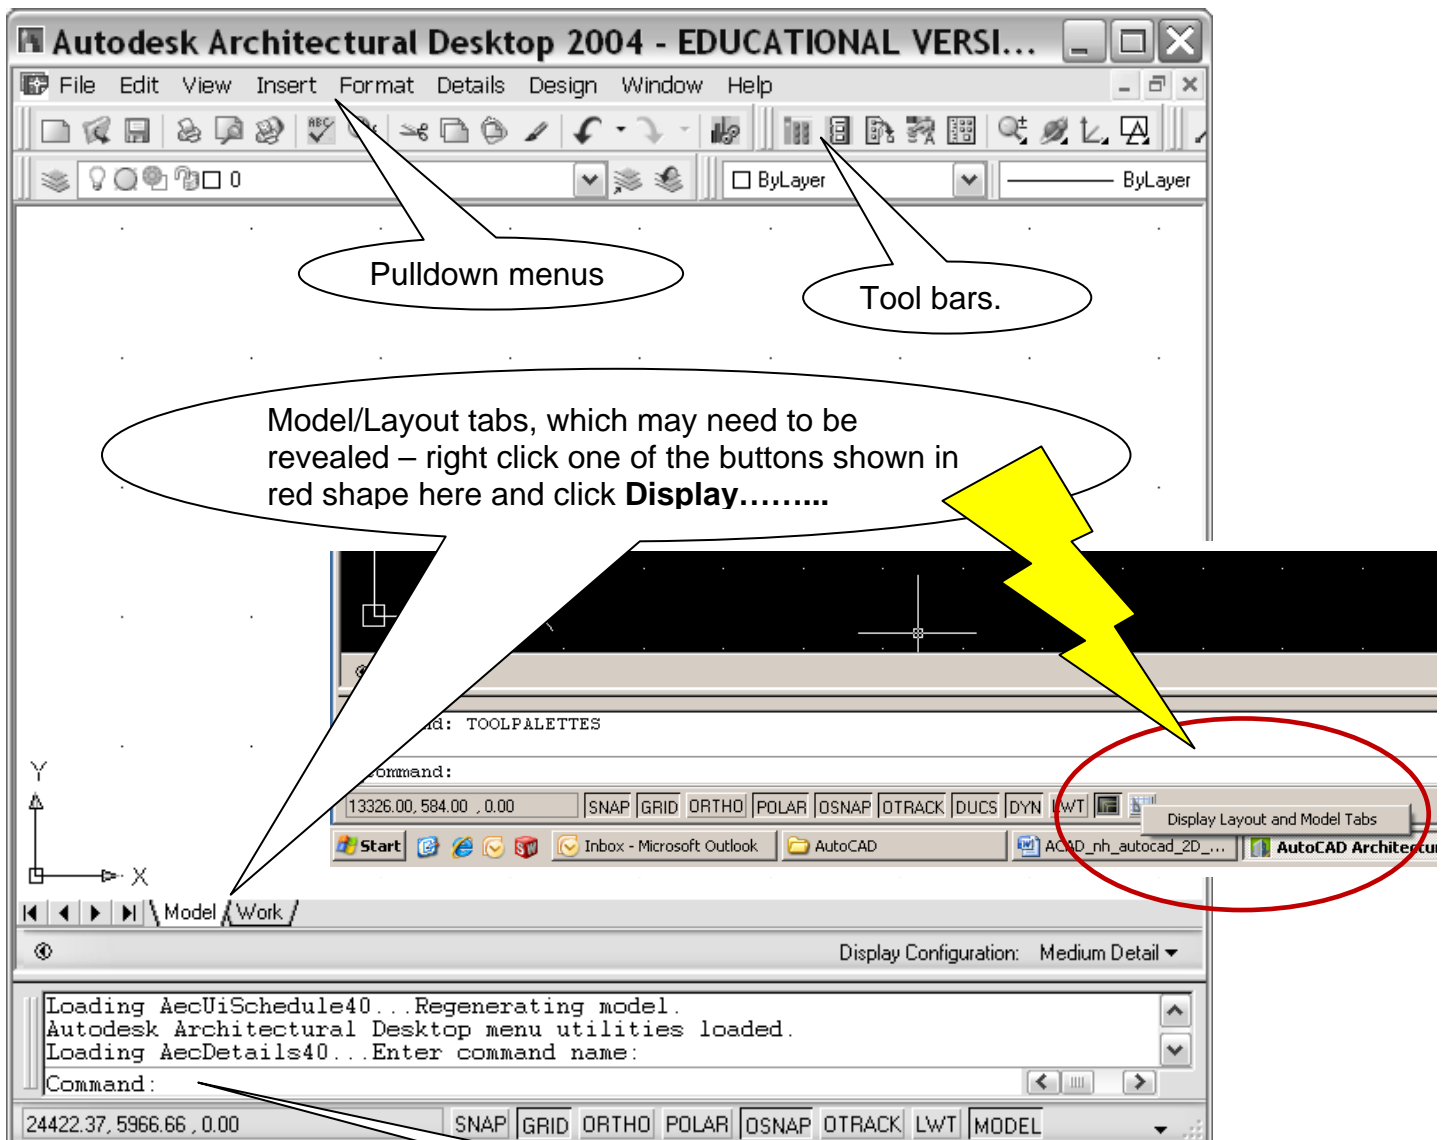 Autodesk Architectural Desktop 2004 - EDUCATIONAL VERSI...
File Edit View Insert Format Details Design Window Help
ABC
0 ByLayer ByLayer
Pulldown menus
Tool bars.
Model/Layout tabs, which may need to be
revealed – right click one of the buttons shown in
red shape here and click Display……...
TOOLPALETTES
Command:
13326.00, 584.00 , 0.00 SNAP GRID ORTHO POLAR OSNAP OTRACK DUCS DYN LWT
Display Layout and Model Tabs
Start Inbox - Microsoft Outlook AutoCAD ACAD_nh_autocad_2D_... AutoCAD Architectur
Y
X
Model Work
Display Configuration: Medium Detail
Loading AecUiSchedule40...Regenerating model.
Autodesk Architectural Desktop menu utilities loaded.
Loading AecDetails40...Enter command name:
Command:
24422.37, 5966.66 , 0.00 SNAP GRID ORTHO POLAR OSNAP OTRACK LWT MODEL